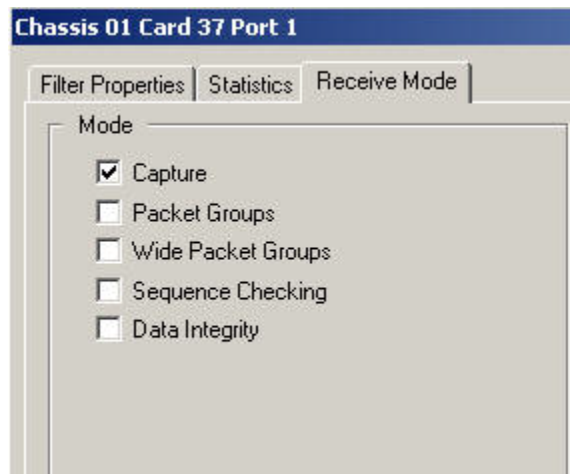 Chassis 01 Card 37 Port 1
Filter Properties Statistics Receive Mode
Mode
Capture
Packet Groups
Wide Packet Groups
Sequence Checking
Data Integrity